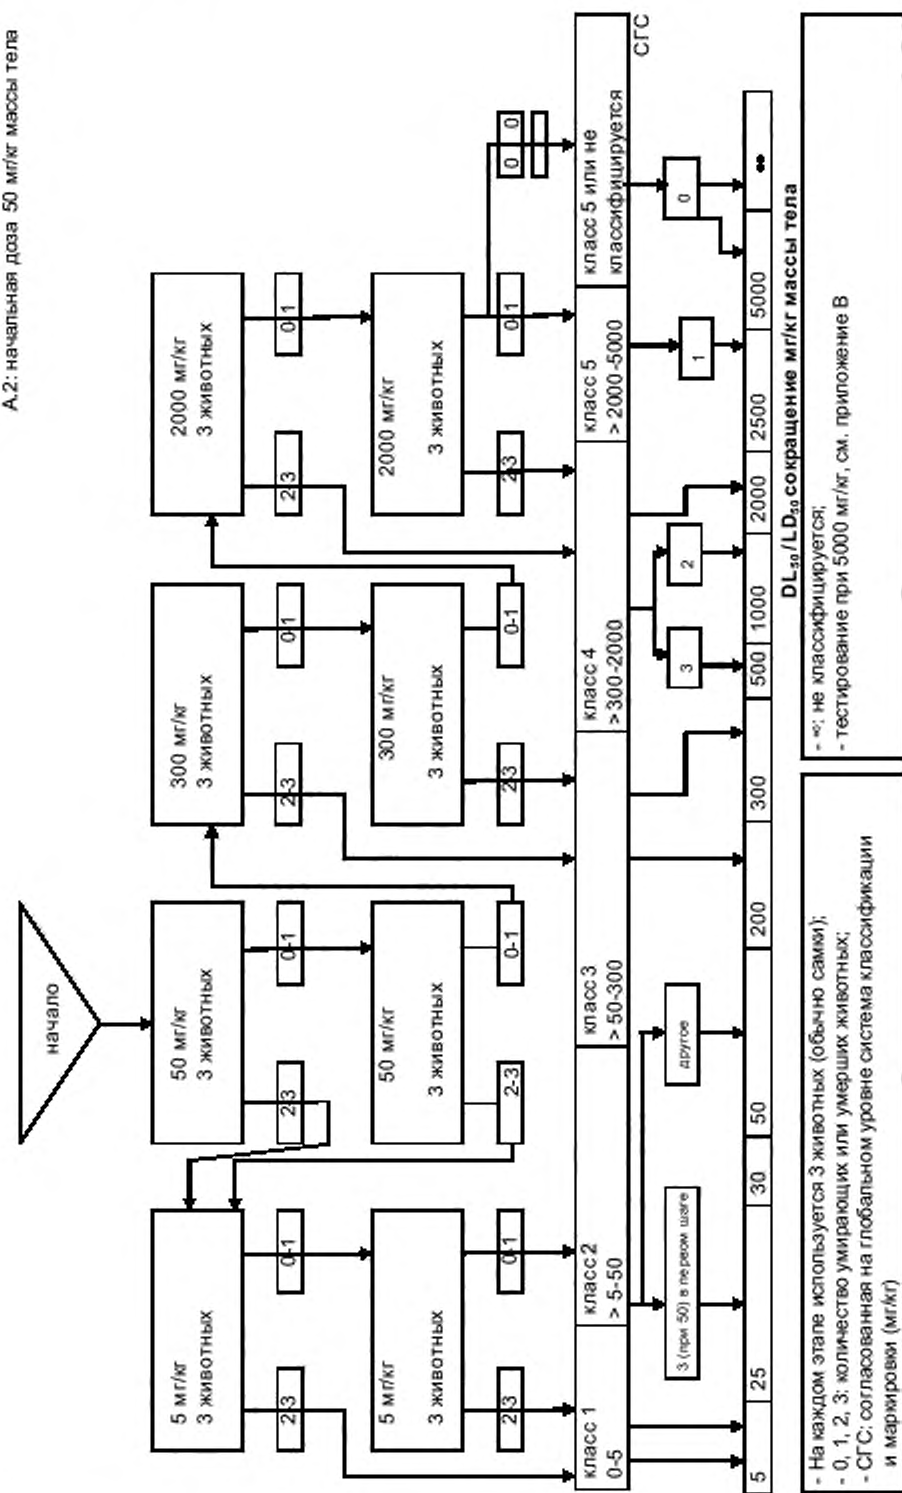 А.2: начальная доза 50 мг/кг массы тела
начало
5 мг/кг
3 животных
50 мг/кг
3 животных
300 мг/кг
3 животных
2000 мг/кг
3 животных
2-3
0-1
2-3
0-1
2-3
0-1
2-3
0-1
5 мг/кг
3 животных
50 мг/кг
3 животных
300 мг/кг
3 животных
2000 мг/кг
3 животных
2-3
0-1
2-3
0-1
2-3
0-1
2-3
0-1
0
0
класс 1
0-5
класс 2
> 5-50
класс 3
> 50-300
класс 4
>300-2000
класс 5
> 2000-5000
класс 5 или не
классифицируется
СГС
3 (при 50) в первом шаге
другое
3
2
1
0
5
25
30
50
200
300
500
1000
2000
2500
5000
∞
DL₅₀/LD₅₀ сокращение мг/кг массы тела
- На каждом этапе используется 3 животных (обычно самки);
- 0, 1, 2, 3: количество умирающих или умерших животных;
- СГС: согласованная на глобальном уровне система классификации
и маркировки (мг/кг)
- ∞: не классифицируется;
- тестирование при 5000 мг/кг, см. приложение В